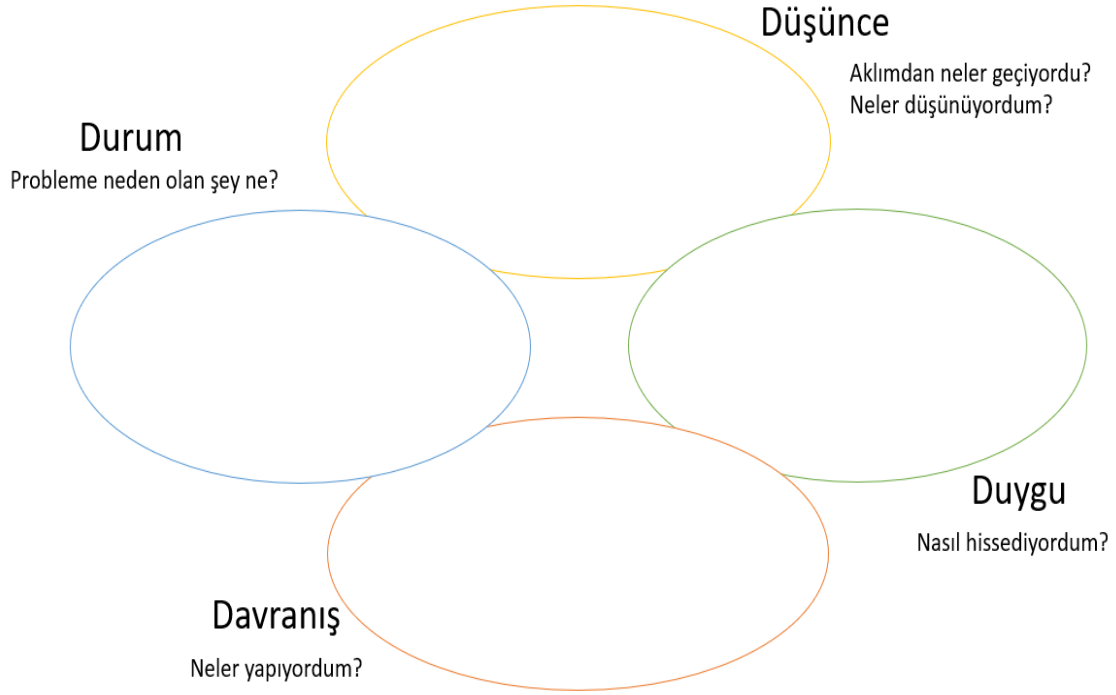 Düşünce
Aklımdan neler geçiyordu?
Neler düşünüyordum?
Durum
Probleme neden olan şey ne?
Duygu
Nasıl hissediyordum?
Davranış
Neler yapıyordum?